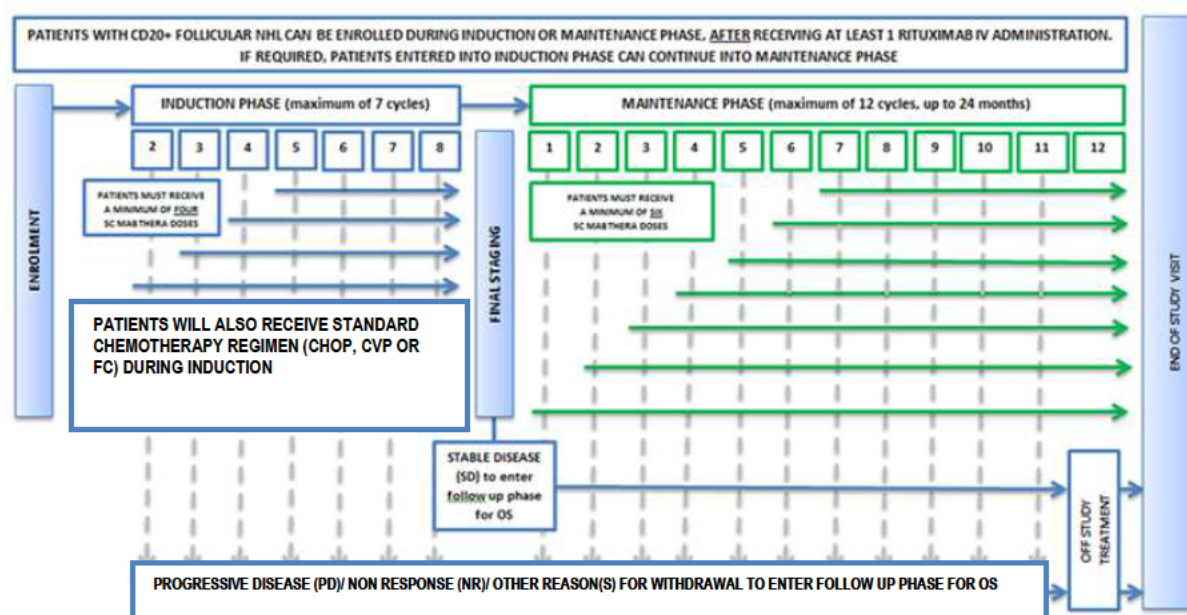 PATIENTS WITH CD20+ FOLLICULAR NHL CAN BE ENROLLED DURING INDUCTION OR MAINTENANCE PHASE, AFTER RECEIVING AT LEAST 1 RITUXIMAB IV ADMINISTRATION.
IF REQUIRED, PATIENTS ENTERED INTO INDUCTION PHASE CAN CONTINUE INTO MAINTENANCE PHASE
ENROLMENT
INDUCTION PHASE (maximum of 7 cycles)
2 3 4 5 6 7 8
PATIENTS MUST RECEIVE
A MINIMUM OF FOUR
SC MABTHERA DOSES
PATIENTS WILL ALSO RECEIVE STANDARD
CHEMOTHERAPY REGIMEN (CHOP, CVP OR
FC) DURING INDUCTION
FINAL STAGING
MAINTENANCE PHASE (maximum of 12 cycles, up to 24 months)
1 2 3 4 5 6 7 8 9 10 11 12
PATIENTS MUST RECEIVE
A MINIMUM OF SIX
SC MABTHERA DOSES
STABLE DISEASE
(SD) to enter
follow up phase
for OS
OFF STUDY
TREATMENT
END OF STUDY VISIT
PROGRESSIVE DISEASE (PD)/ NON RESPONSE (NR)/ OTHER REASON(S) FOR WITHDRAWAL TO ENTER FOLLOW UP PHASE FOR OS